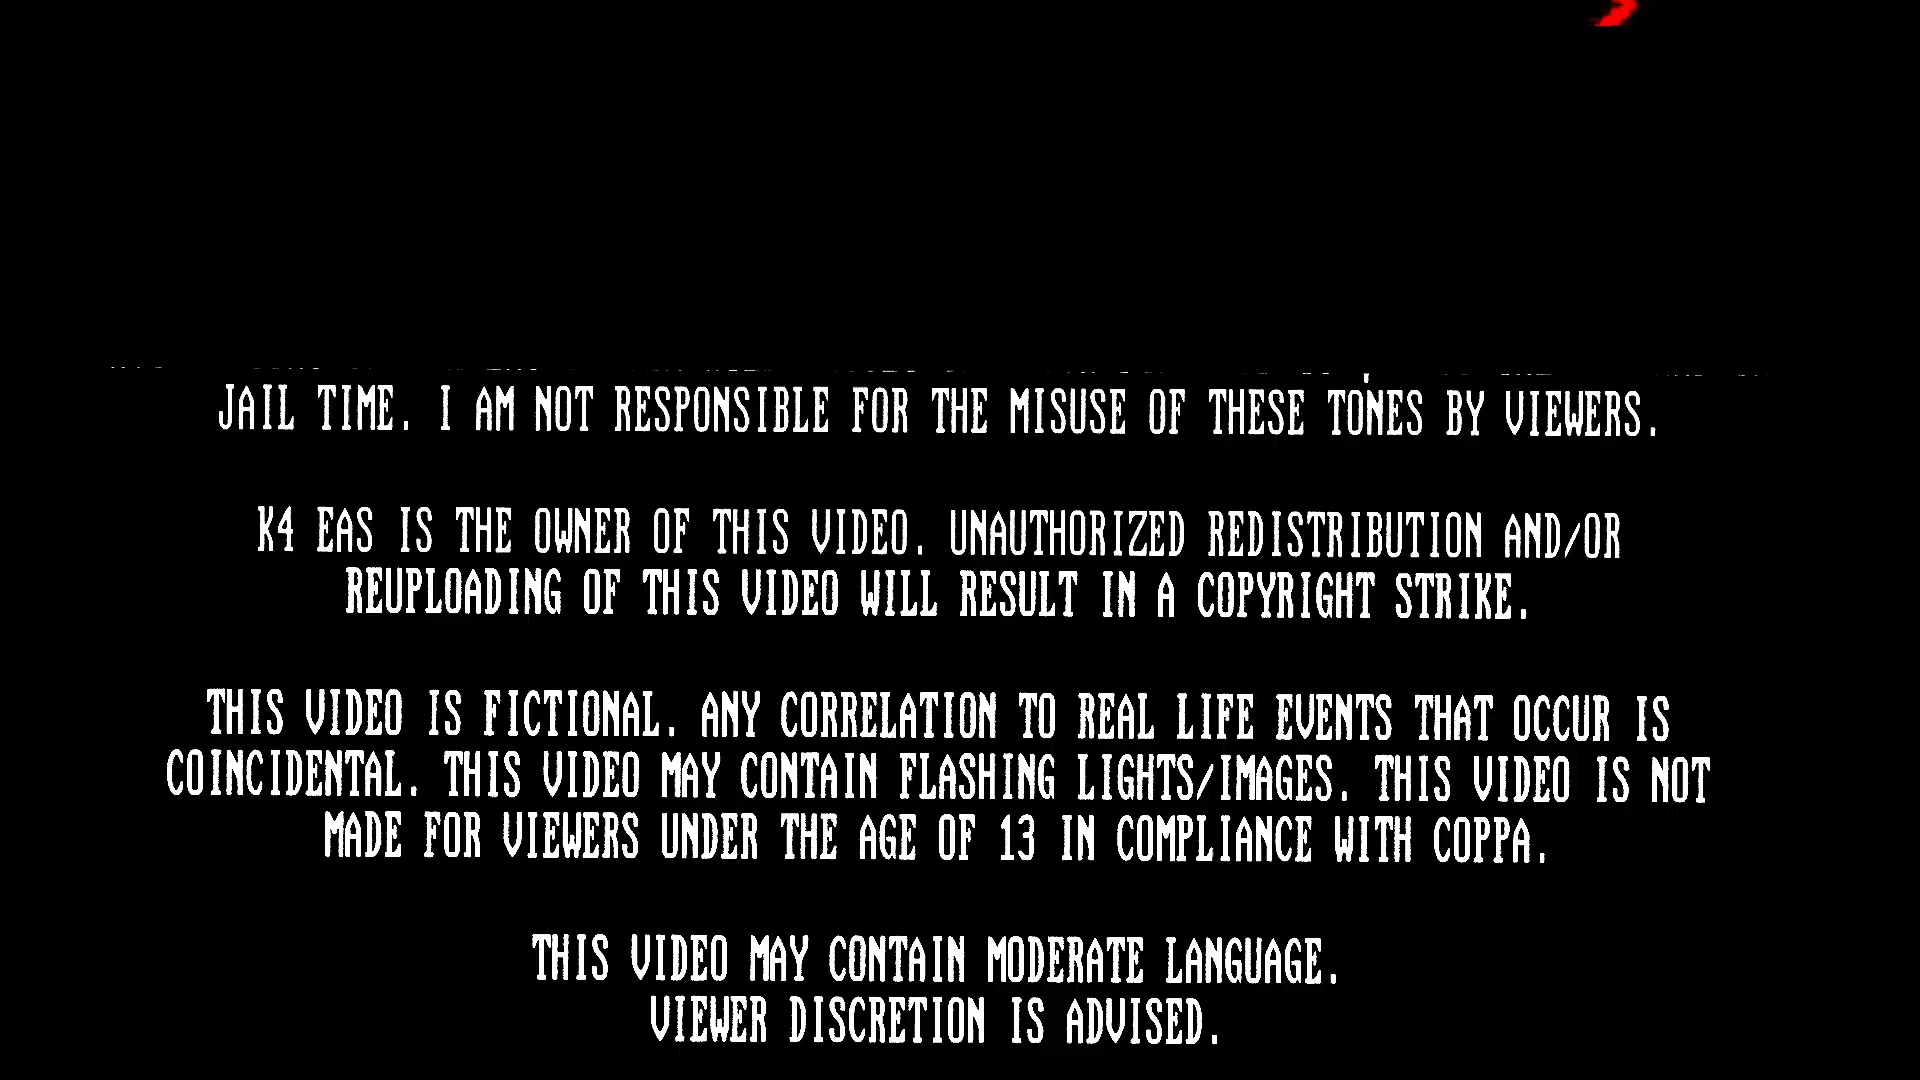 JAIL TIME. I AM NOT RESPONSIBLE FOR THE MISUSE OF THESE TONES BY VIEWERS.
K4 EAS IS THE OWNER OF THIS VIDEO. UNAUTHORIZED REDISTRIBUTION AND/OR
REUPLOADING OF THIS VIDEO WILL RESULT IN A COPYRIGHT STRIKE.
THIS VIDEO IS FICTIONAL. ANY CORRELATION TO REAL LIFE EVENTS THAT OCCUR IS
COINCIDENTAL. THIS VIDEO MAY CONTAIN FLASHING LIGHTS/IMAGES. THIS VIDEO IS NOT
MADE FOR VIEWERS UNDER THE AGE OF 13 IN COMPLIANCE WITH COPPA.
THIS VIDEO MAY CONTAIN MODERATE LANGUAGE.
VIEWER DISCRETION IS ADVISED.